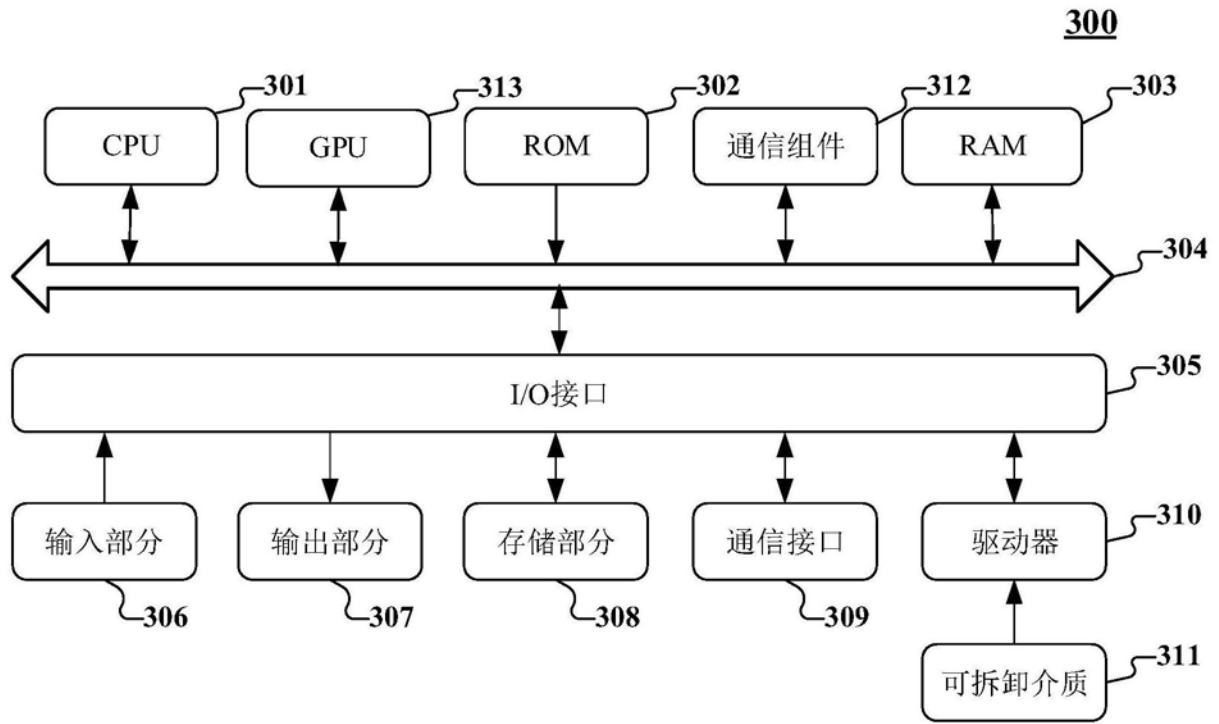 300
301
313
302
312
303
CPU
GPU
ROM
通信组件
RAM
304
305
I/O接口
输入部分
输出部分
存储部分
通信接口
驱动器
310
306
307
308
309
可拆卸介质
311